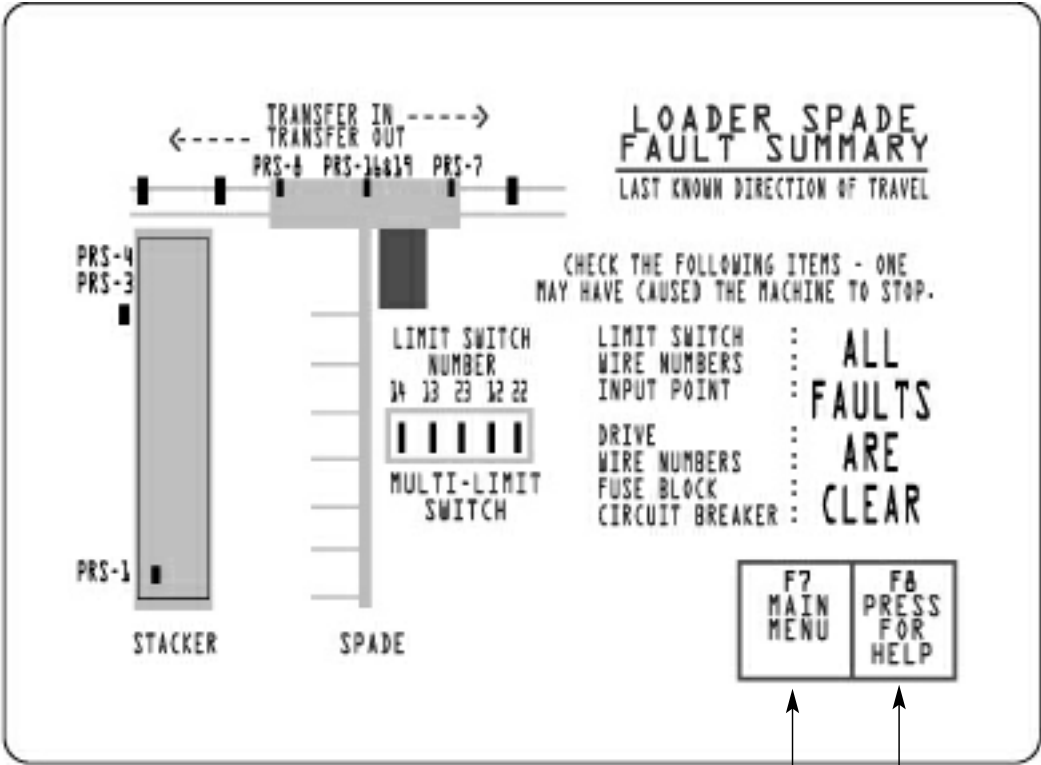 TRANSFER IN ----->
<----- TRANSFER OUT
PRS-8 PRS-16&19 PRS-7
LOADER SPADE
FAULT SUMMARY
LAST KNOWN DIRECTION OF TRAVEL
PRS-4
PRS-3
CHECK THE FOLLOWING ITEMS - ONE
MAY HAVE CAUSED THE MACHINE TO STOP.
LIMIT SWITCH
NUMBER
14 13 23 12 22
MULTI-LIMIT
SWITCH
LIMIT SWITCH :
WIRE NUMBERS :
INPUT POINT :
DRIVE :
WIRE NUMBERS :
FUSE BLOCK :
CIRCUIT BREAKER :
ALL
FAULTS
ARE
CLEAR
PRS-1
STACKER
SPADE
F7
MAIN
MENU
F8
PRESS
FOR
HELP